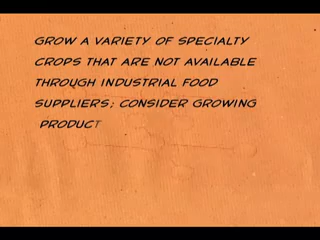 GROW A VARIETY OF SPECIALTY
CROPS THAT ARE NOT AVAILABLE
THROUGH INDUSTRIAL FOOD
SUPPLIERS; CONSIDER GROWING
PRODUCT